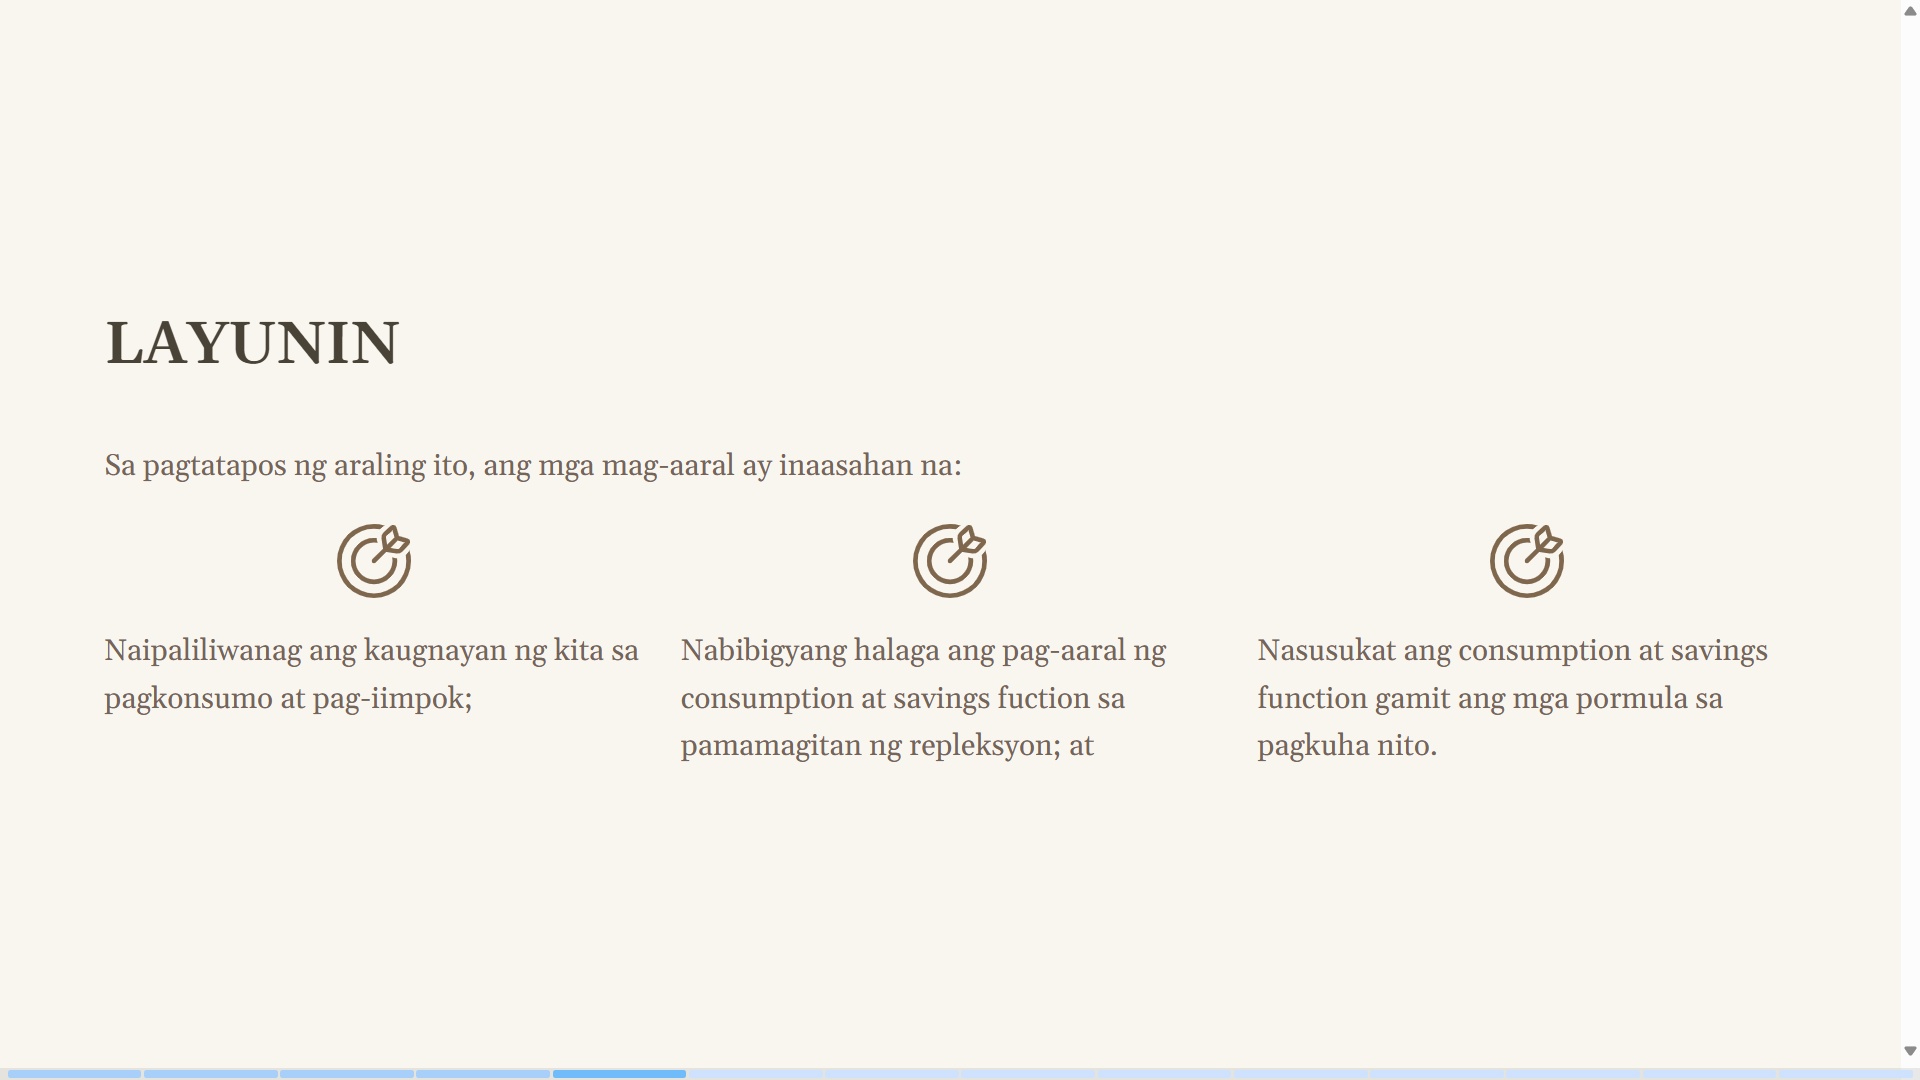 LAYUNIN
Sa pagtatapos ng araling ito, ang mga mag-aaral ay inaasahan na:
Naipaliliwanag ang kaugnayan ng kita sa
pagkonsumo at pag-iimpok;
Nabibigyang halaga ang pag-aaral ng
consumption at savings fuction sa
pamamagitan ng repleksyon; at
Nasusukat ang consumption at savings
function gamit ang mga pormula sa
pagkuha nito.